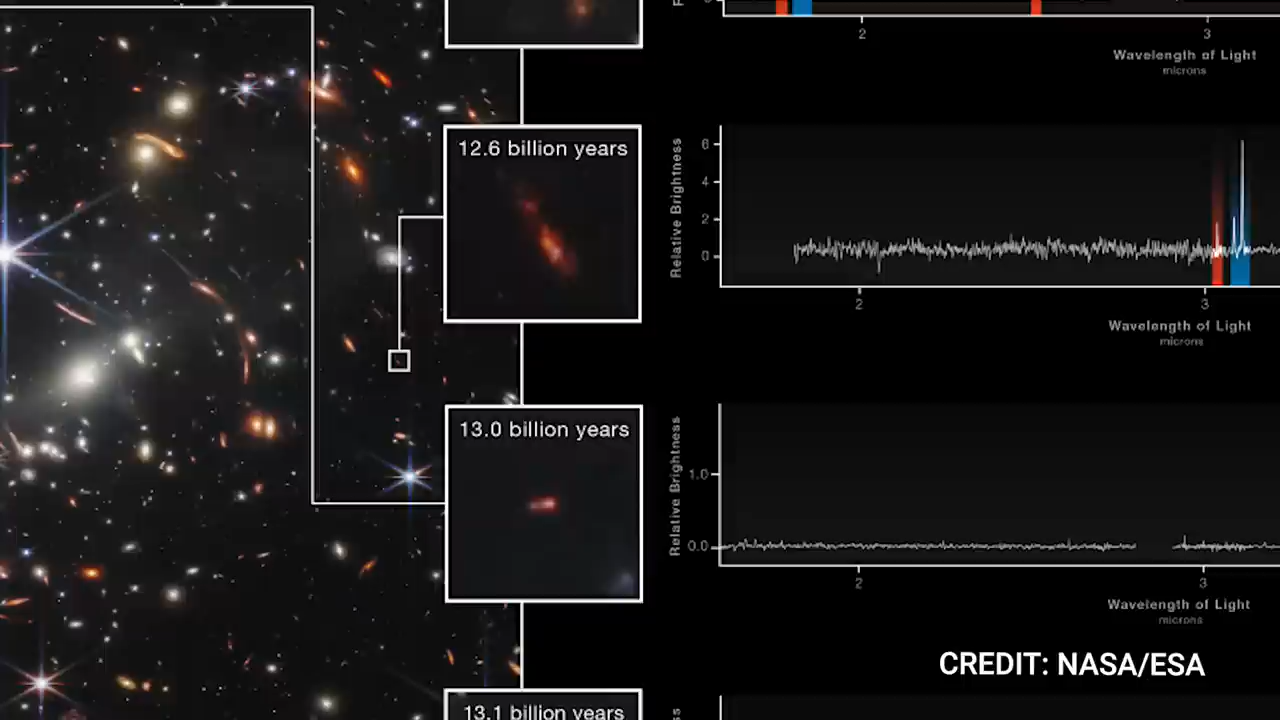 2
3
Wavelength of Light
microns
12.6 billion years
Relative Brightness
6
4
2
0
2
3
Wavelength of Light
microns
13.0 billion years
Relative Brightness
1.0
0.0
2
3
Wavelength of Light
microns
CREDIT: NASA/ESA
13.1 billion years